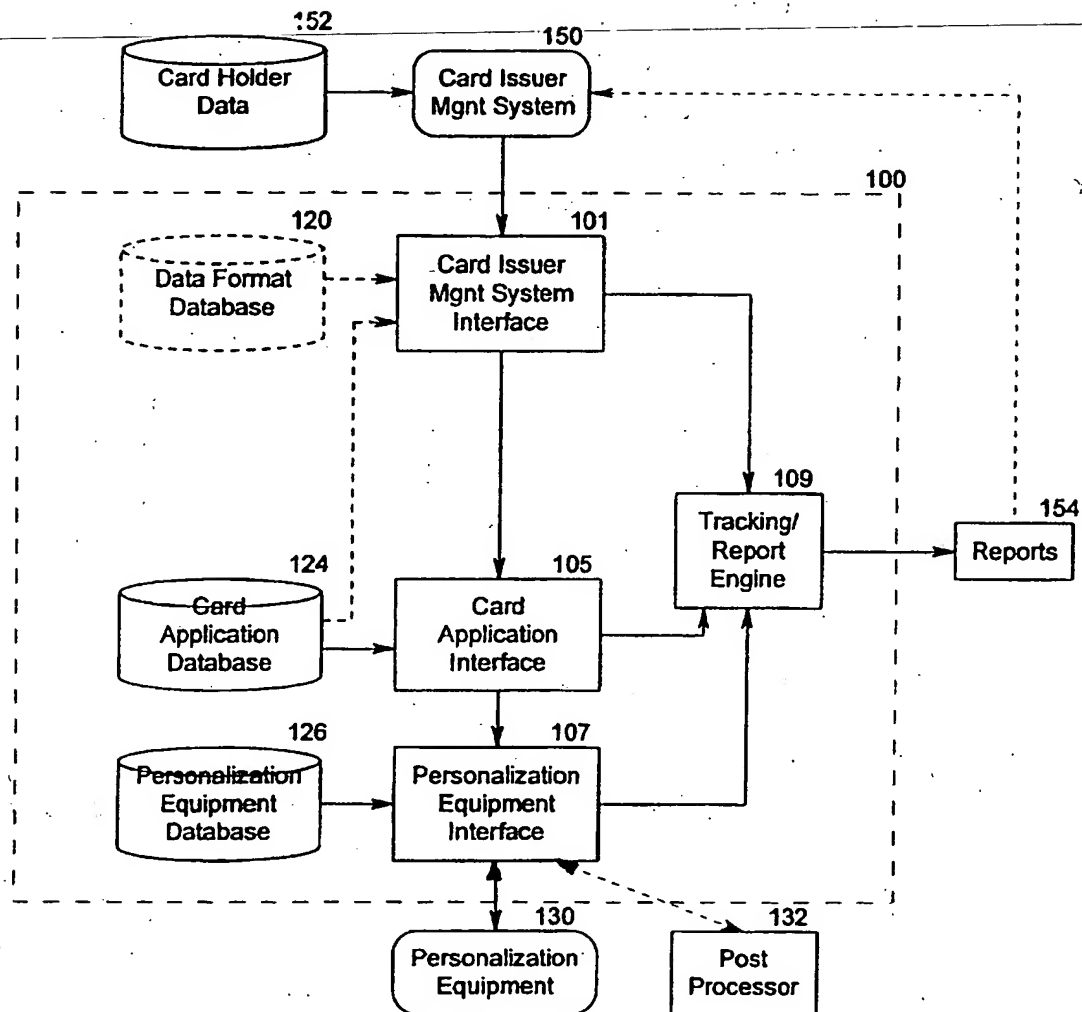 152
Card Holder
Data
150
Card Issuer
Mgnt System
100
120
Data Format
Database
101
Card Issuer
Mgnt System
Interface
109
Tracking/
Report
Engine
154
Reports
124
Card
Application
Database
105
Card
Application
Interface
126
Personalization
Equipment
Database
107
Personalization
Equipment
Interface
130
Personalization
Equipment
132
Post
Processor